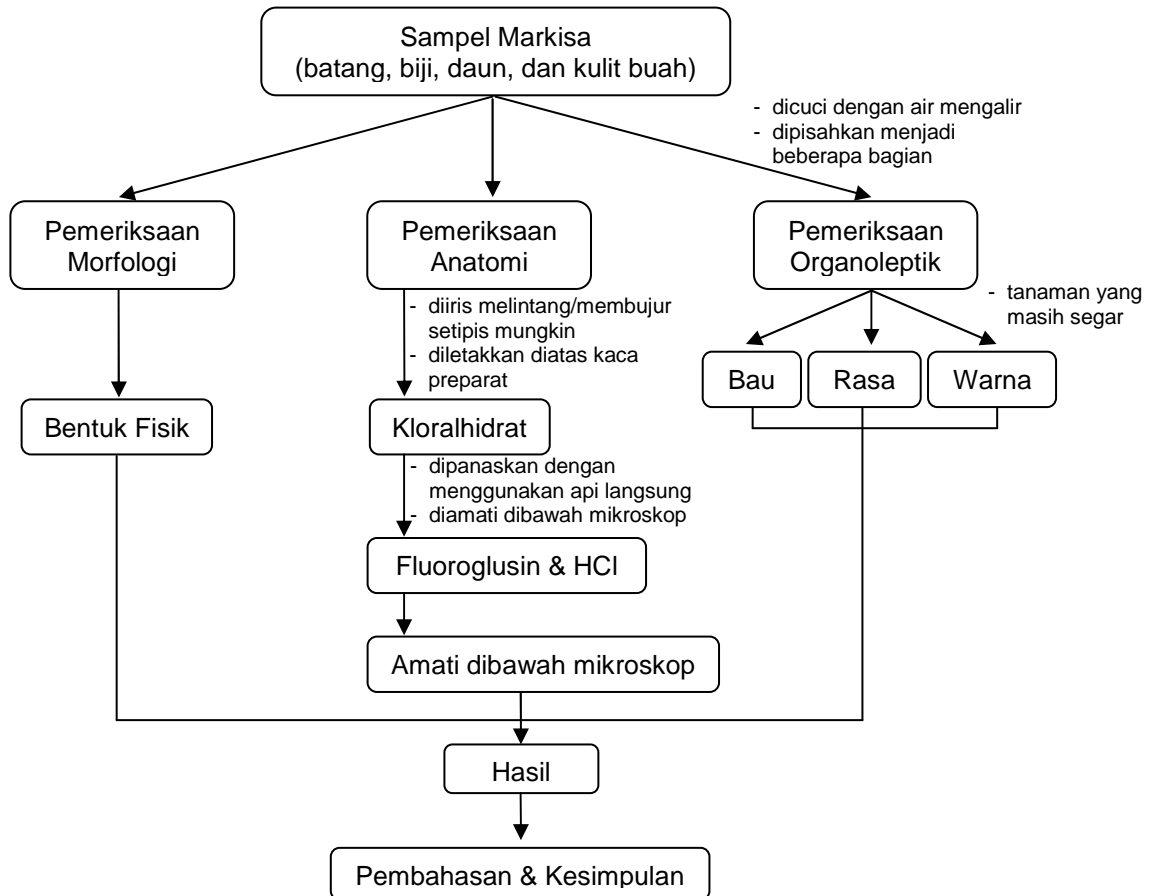 Sampel Markisa
(batang, biji, daun, dan kulit buah)
- dicuci dengan air mengalir
- dipisahkan menjadi
beberapa bagian
Pemeriksaan
Morfologi
Pemeriksaan
Anatomi
Pemeriksaan
Organoleptik
- diiris melintang/membujur
setipis mungkin
- diletakkan diatas kaca
preparat
- tanaman yang
masih segar
Bau
Rasa
Warna
Bentuk Fisik
Kloralhidrat
- dipanaskan dengan
menggunakan api langsung
- diamati dibawah mikroskop
Fluoroglusin & HCl
Amati dibawah mikroskop
Hasil
Pembahasan & Kesimpulan